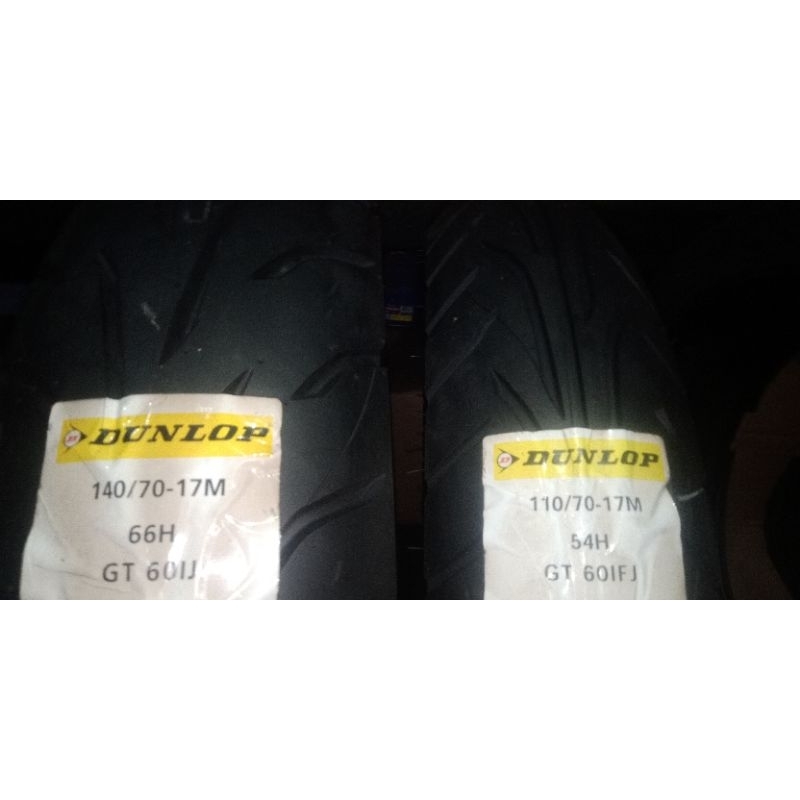 DUNLOP
140/70-17M
66H
GT 601J
DUNLOP
110/70-17M
54H
GT 601FJ